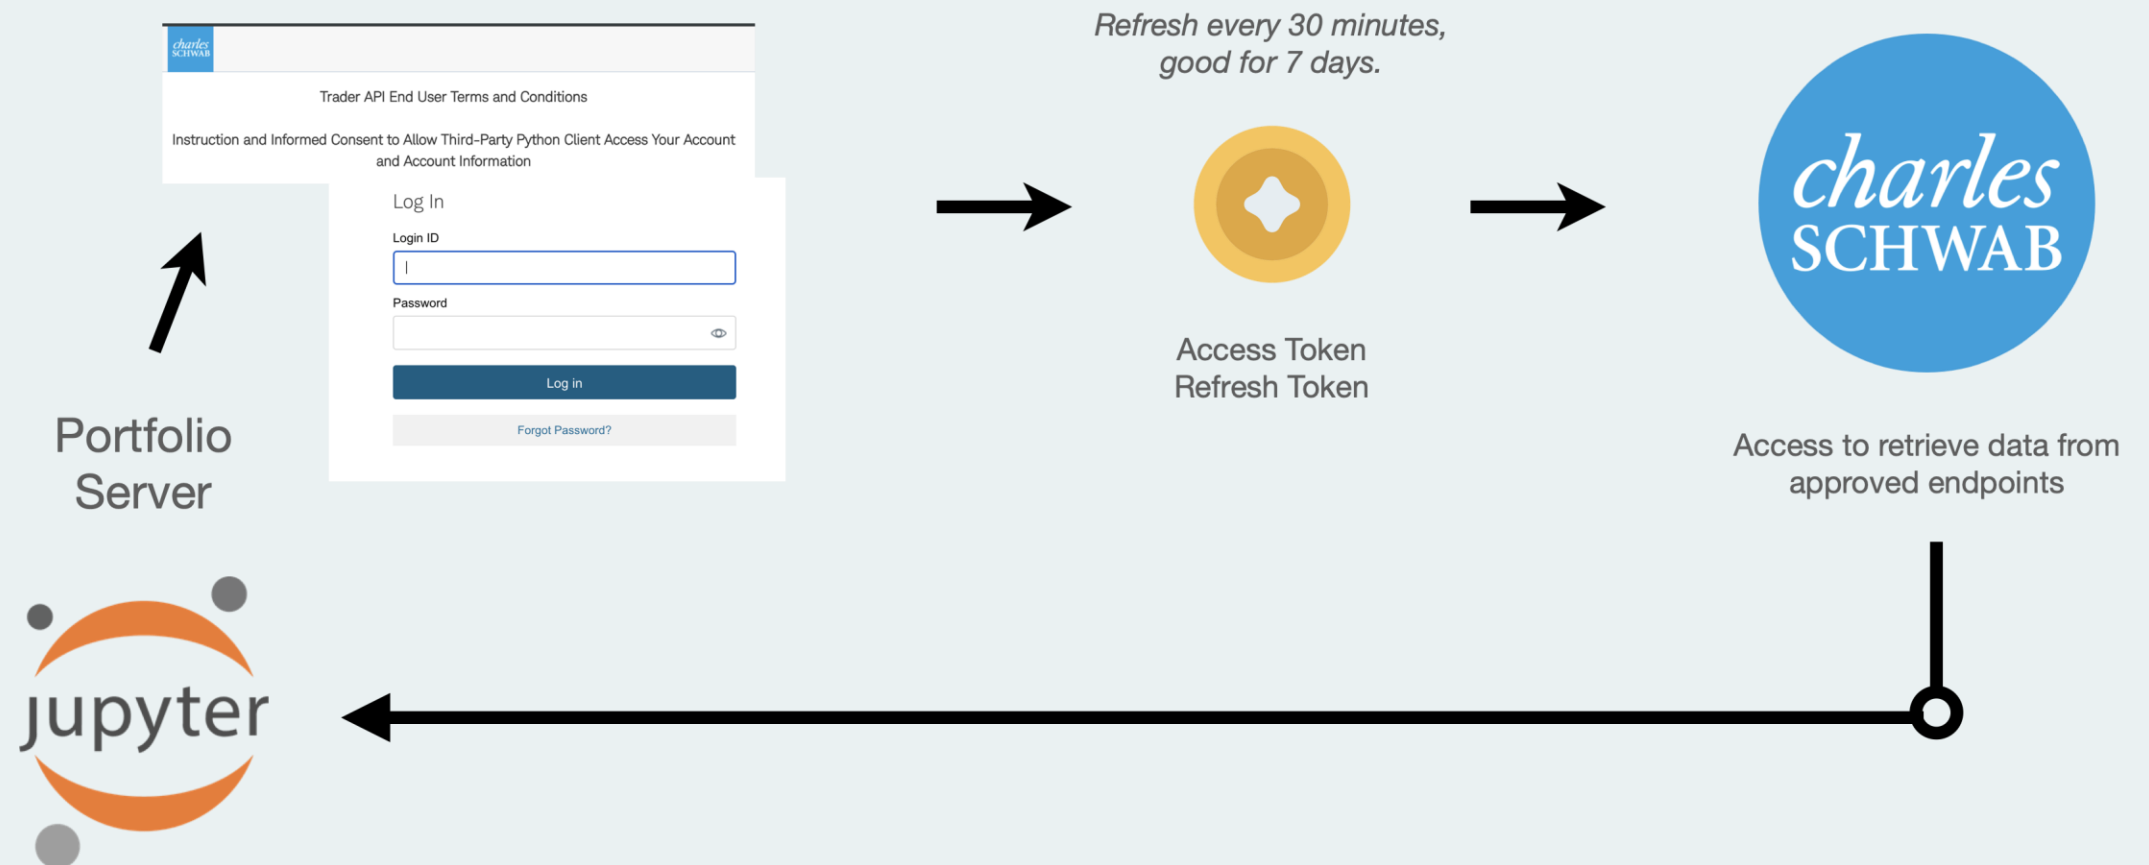 charles
SCHWAB
Trader API End User Terms and Conditions
Instruction and Informed Consent to Allow Third-Party Python Client Access Your Account
and Account Information
Log In
Login ID
Password
Log in
Forgot Password?
Portfolio
Server
jupyter
Refresh every 30 minutes,
good for 7 days.
Access Token
Refresh Token
charles
SCHWAB
Access to retrieve data from
approved endpoints